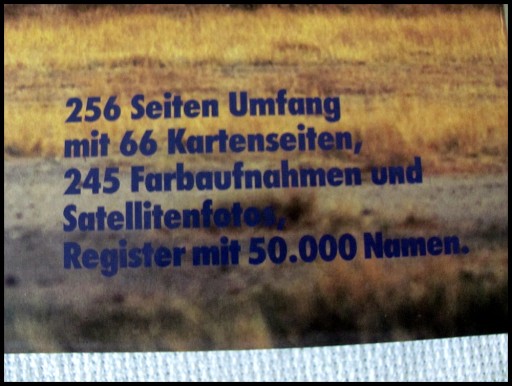 256 Seiten Umfang
mit 66 Kartenseiten,
245 Farbaufnahmen und
Satellitenfotos,
Register mit 50.000 Namen.